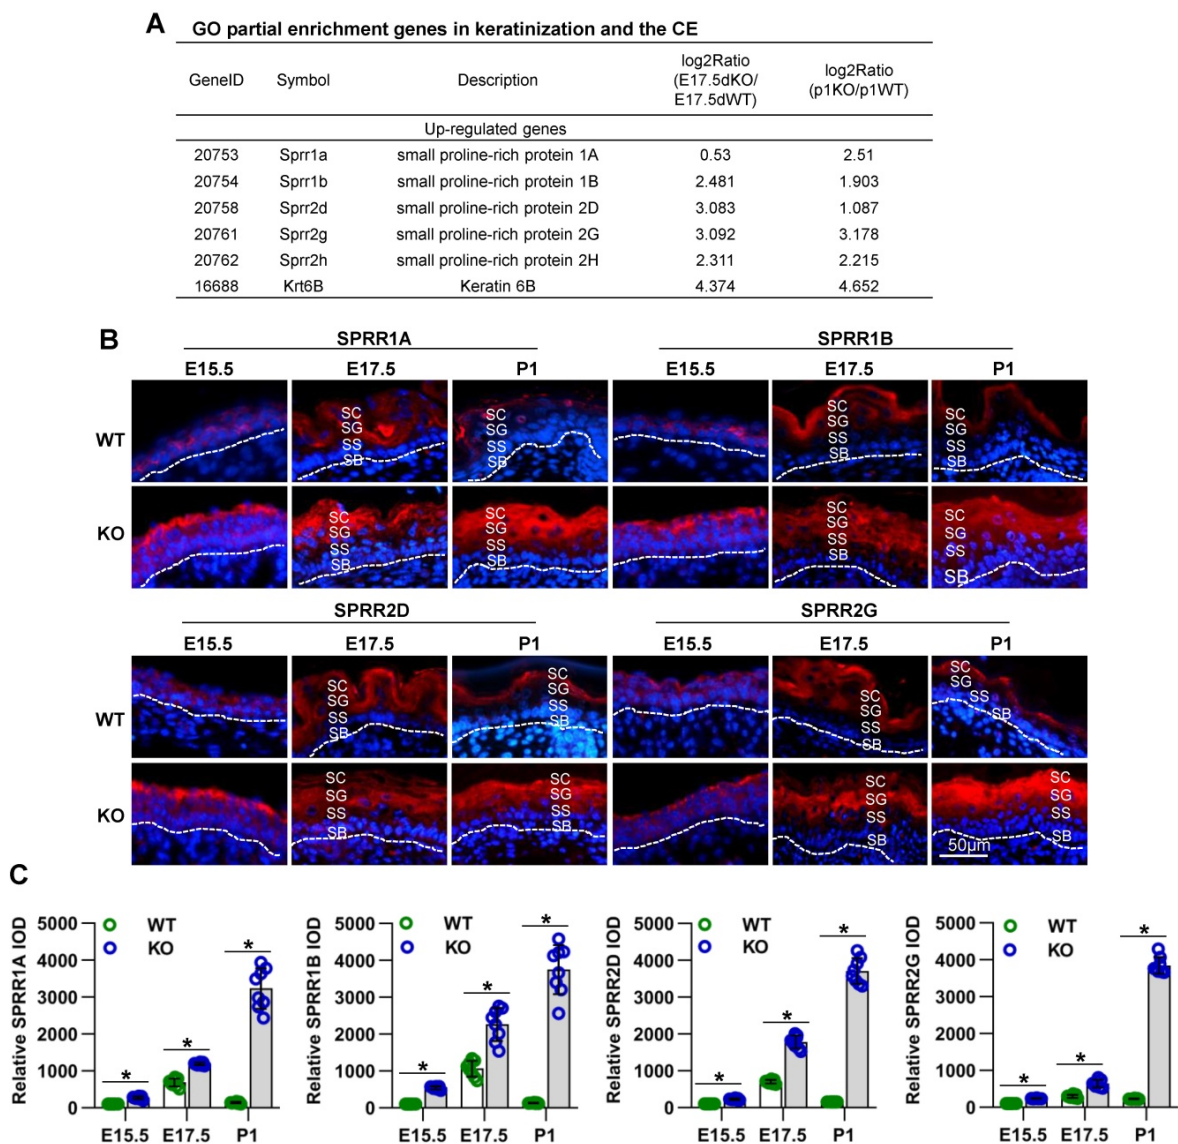 A GO partial enrichment genes in keratinization and the CE
GeneID Symbol Description log2Ratio (E17.5dKO/ E17.5dWT) log2Ratio (p1KO/p1WT)
Up-regulated genes
20753 Sprr1a small proline-rich protein 1A 0.53 2.51
20754 Sprr1b small proline-rich protein 1B 2.481 1.903
20758 Sprr2d small proline-rich protein 2D 3.083 1.087
20761 Sprr2g small proline-rich protein 2G 3.092 3.178
20762 Sprr2h small proline-rich protein 2H 2.311 2.215
16688 Krt6B Keratin 6B 4.374 4.652
B
SPRR1A SPRR1B
E15.5 E17.5 P1 E15.5 E17.5 P1
WT
SC SC SC SC
SG SG SG SG
SS SS SS SS
SB SB SB SB
KO
SC SC SC SC
SG SG SG SG
SS SS SS SS
SB SB SB SB
SPRR2D SPRR2G
E15.5 E17.5 P1 E15.5 E17.5 P1
WT
SC SC SC SC
SG SG SG SG
SS SS SS SS
SB SB SB SB
KO
SC SC SC SC
SG SG SG SG
SS SS SS SS
SB SB SB SB
50μm
C
Relative SPRR1A IOD
5000
4000
3000
2000
1000
0
WT
KO
* * *
E15.5 E17.5 P1
Relative SPRR1B IOD
5000
4000
3000
2000
1000
0
WT
KO
* * *
E15.5 E17.5 P1
Relative SPRR2D IOD
5000
4000
3000
2000
1000
0
WT
KO
* * *
E15.5 E17.5 P1
Relative SPRR2G IOD
5000
4000
3000
2000
1000
0
WT
KO
* * *
E15.5 E17.5 P1